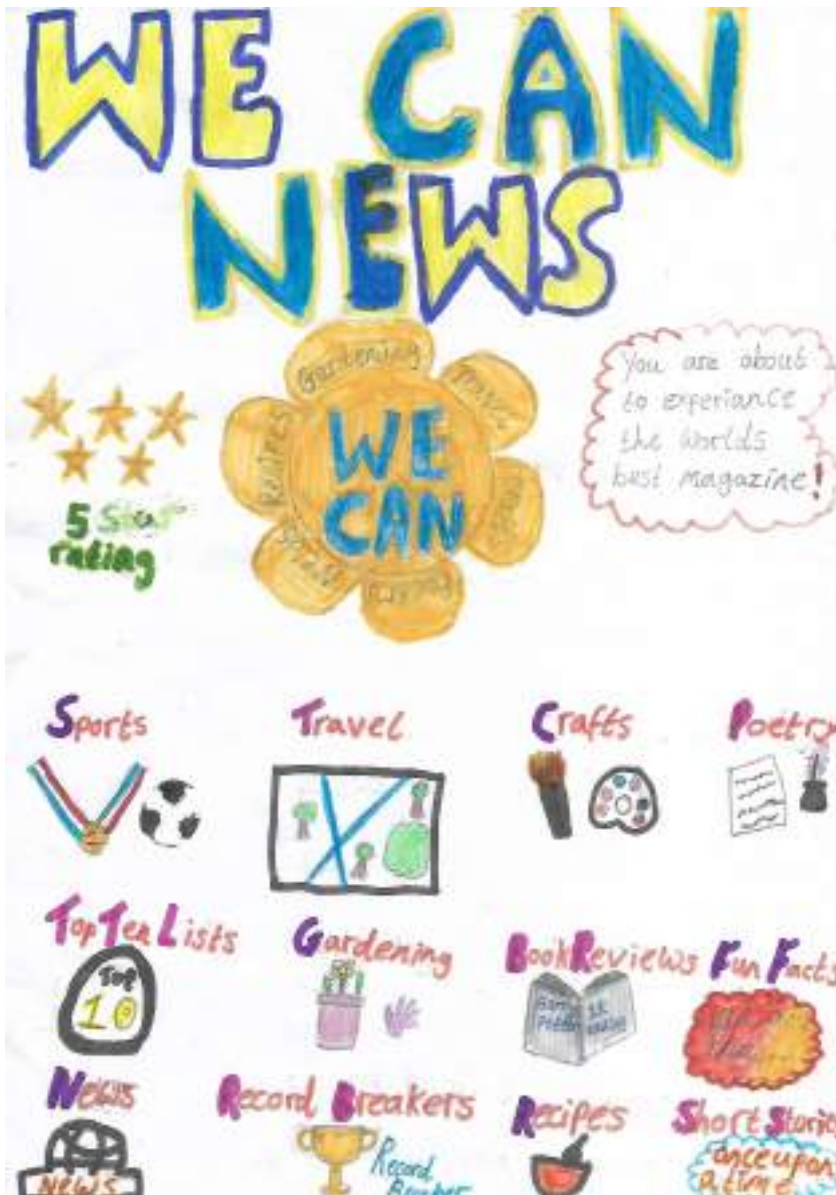 WE CAN
NEWS
You are about
to experiance
the worlds
best magazine!
5 Star
rating
Gardening
Travel
Recipes
WE
CAN
Sports
Travel
Crafts
Poetry
Top Ten Lists
Gardening
Book Reviews
Fun Facts
Top
10
News
Record Breakers
Recipes
Short Stories
NEWS
Record
Breaker
Once upon
a time